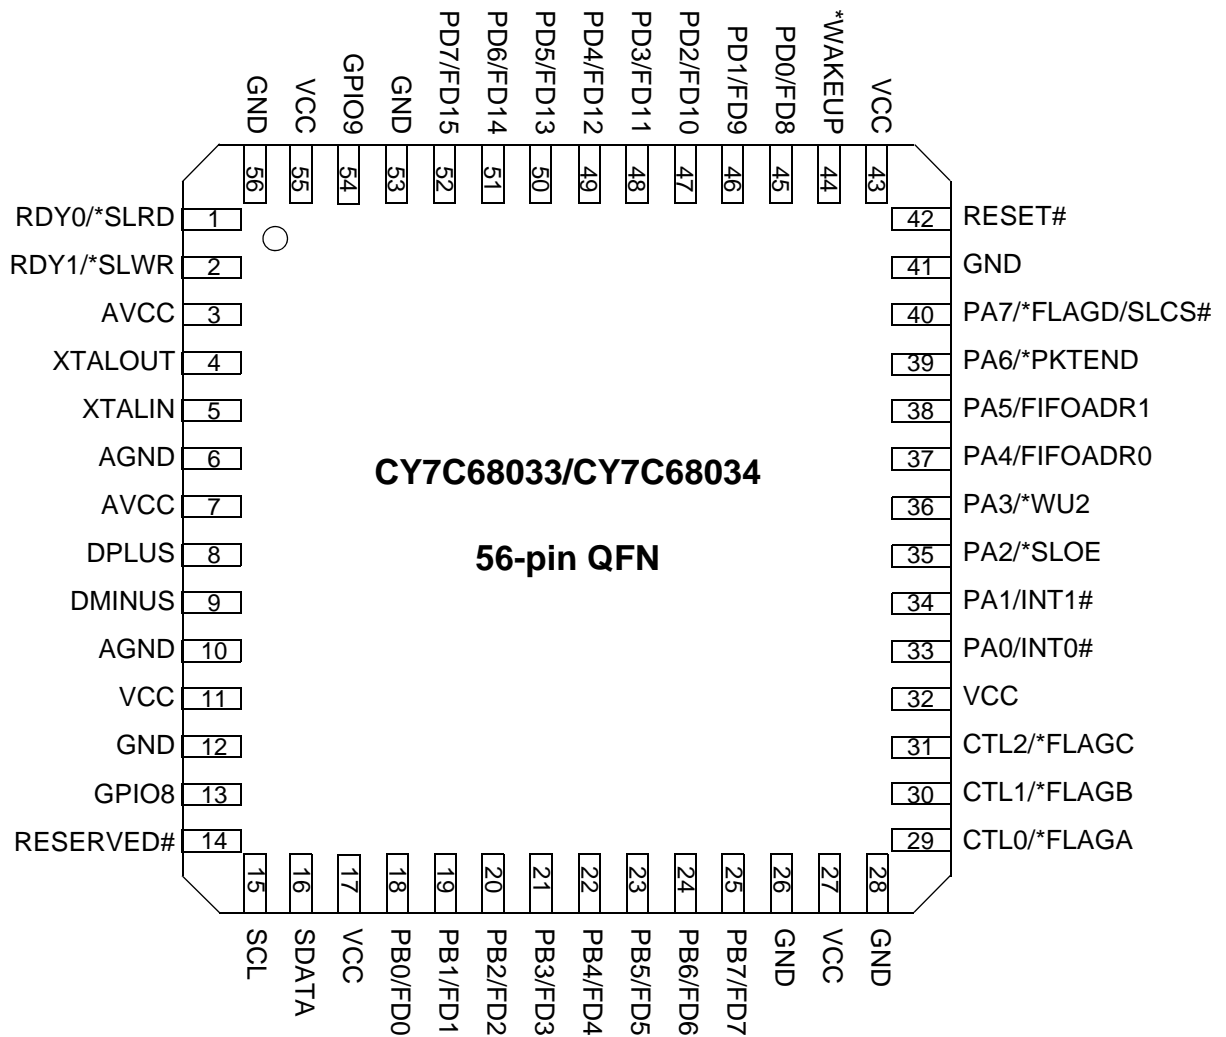 GND
VCC
GPIO9
GND
PD7/FD15
PD6/FD14
PD5/FD13
PD4/FD12
PD3/FD11
PD2/FD10
PD1/FD9
PD0/FD8
*WAKEUP
VCC
56
55
54
53
52
51
50
49
48
47
46
45
44
43
RDY0/*SLRD 1
RDY1/*SLWR 2
AVCC 3
XTALOUT 4
XTALIN 5
AGND 6
AVCC 7
DPLUS 8
DMINUS 9
AGND 10
VCC 11
GND 12
GPIO8 13
RESERVED# 14
CY7C68033/CY7C68034
56-pin QFN
42 RESET#
41 GND
40 PA7/*FLAGD/SLCS#
39 PA6/*PKTEND
38 PA5/FIFOADR1
37 PA4/FIFOADR0
36 PA3/*WU2
35 PA2/*SLOE
34 PA1/INT1#
33 PA0/INT0#
32 VCC
31 CTL2/*FLAGC
30 CTL1/*FLAGB
29 CTL0/*FLAGA
15
16
17
18
19
20
21
22
23
24
25
26
27
28
SCL
SDATA
VCC
PB0/FD0
PB1/FD1
PB2/FD2
PB3/FD3
PB4/FD4
PB5/FD5
PB6/FD6
PB7/FD7
GND
VCC
GND